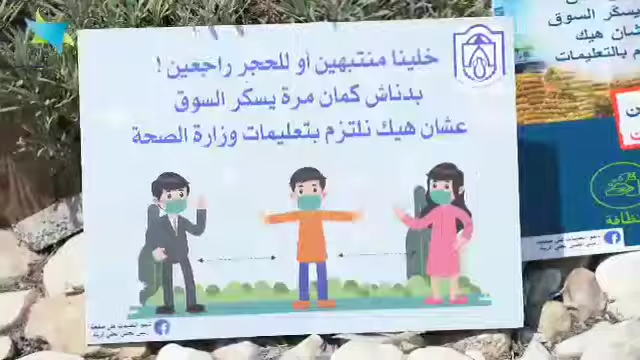 خلينا منتبهين أو للحجر راجعين !
بدناش كمان مرة يسكر السوق
عشان هيك نلتزم بتعليمات وزارة الصحة
يسكر السوق
شان هيك
م بالتعليمات